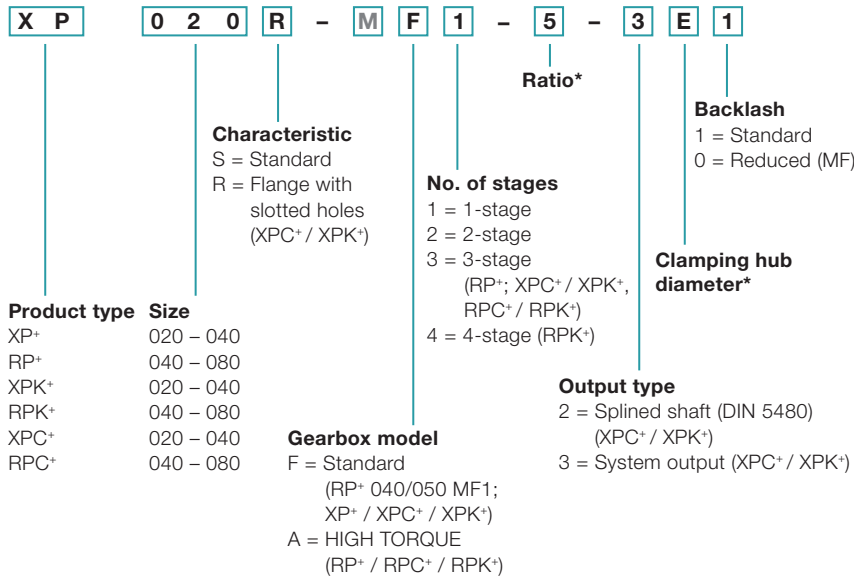 X P 0 2 0 R – M F 1 – 5 – 3 E 1
Ratio*
Backlash
1 = Standard
0 = Reduced (MF)
Characteristic
S = Standard
R = Flange with
slotted holes
(XPC⁺ / XPK⁺)
No. of stages
1 = 1-stage
2 = 2-stage
3 = 3-stage
(RP⁺; XPC⁺ / XPK⁺,
RPC⁺ / RPK⁺)
4 = 4-stage (RPK⁺)
Clamping hub
diameter*
Product type Size
XP⁺ 020 – 040
RP⁺ 040 – 080
XPK⁺ 020 – 040
RPK⁺ 040 – 080
XPC⁺ 020 – 040
RPC⁺ 040 – 080
Gearbox model
F = Standard
(RP⁺ 040/050 MF1;
XP⁺ / XPC⁺ / XPK⁺)
A = HIGH TORQUE
(RP⁺ / RPC⁺ / RPK⁺)
Output type
2 = Splined shaft (DIN 5480)
(XPC⁺ / XPK⁺)
3 = System output (XPC⁺ / XPK⁺)